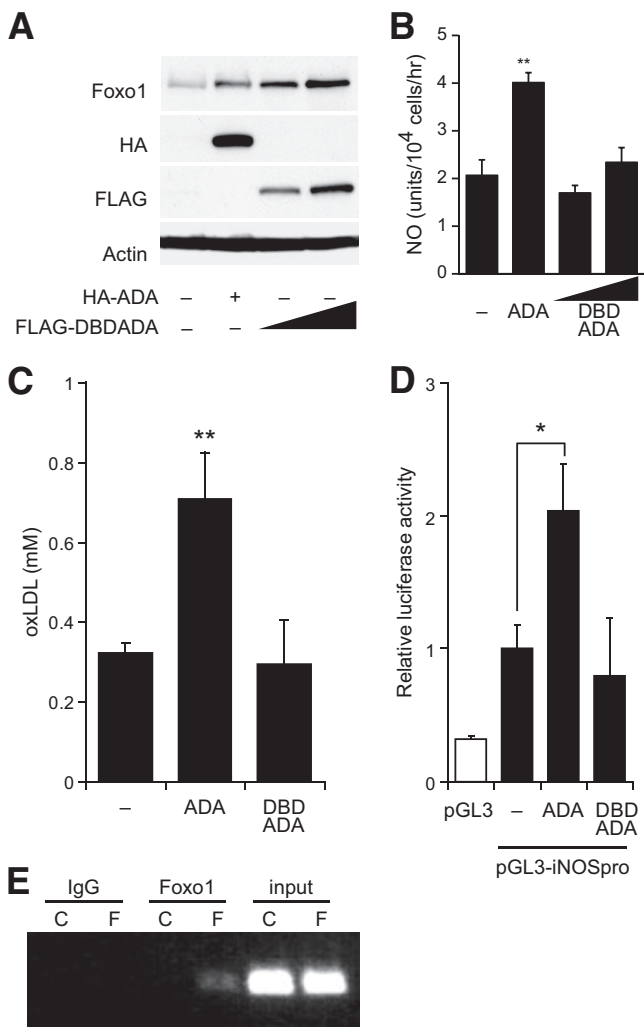 A
Foxo1
HA
FLAG
Actin
HA-ADA – + – –
FLAG-DBDADA – –
B
NO (units/10⁴ cells/hr)
5
4
3
2
1
0
**
– ADA DBD
ADA
C
oxLDL (mM)
1
0.8
0.6
0.4
0.2
0
**
– ADA DBD
ADA
D
Relative luciferase activity
3
2
1
0
*
pGL3 – ADA DBD
ADA
pGL3-iNOSpro
E
IgG Foxo1 input
C F C F C F